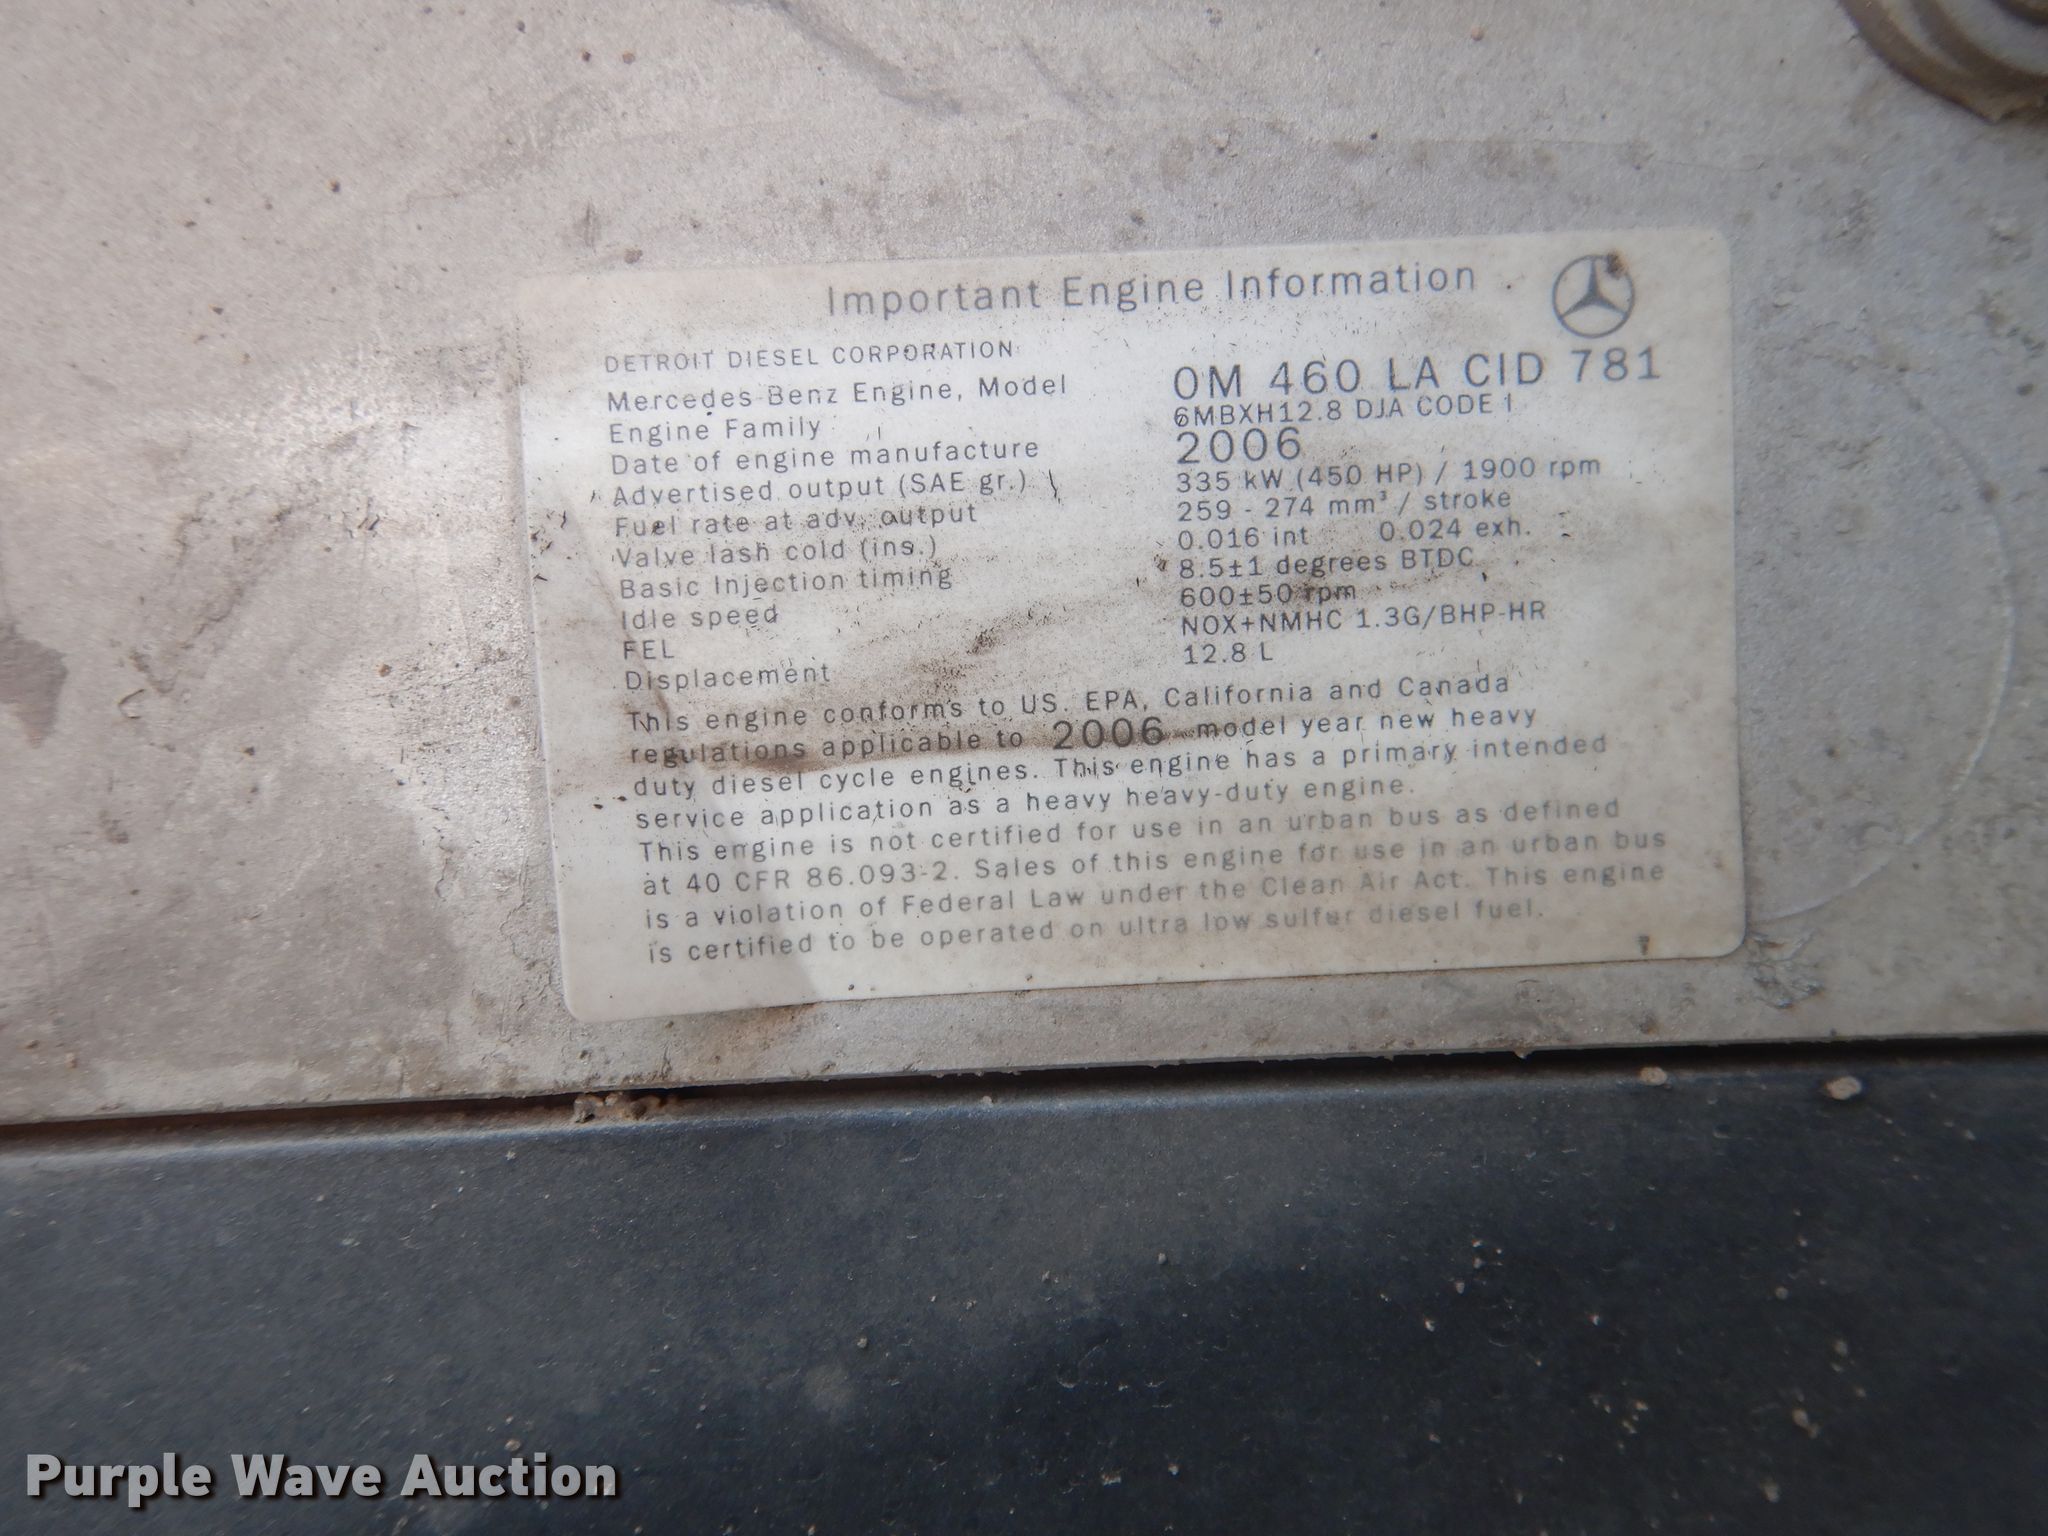 Important Engine Information
DETROIT DIESEL CORPORATION
Mercedes-Benz Engine, Model OM 460 LA CID 781
Engine Family 6MBXH12.8 DJA CODE 1
Date of engine manufacture 2006
Advertised output (SAE gr.) 335 kW (450 HP) / 1900 rpm
Fuel rate at adv. output 259 - 274 mm³ / stroke
Valve lash cold (ins.) 0.016 int 0.024 exh.
Basic Injection timing 8.5±1 degrees BTDC
Idle speed 600±50 rpm
FEL NOX+NMHC 1.3G/BHP-HR
Displacement 12.8 L
This engine conforms to US. EPA, California and Canada
regulations applicable to 2006 model year new heavy
duty diesel cycle engines. This engine has a primary intended
service application as a heavy heavy-duty engine.
This engine is not certified for use in an urban bus as defined
at 40 CFR 86.093-2. Sales of this engine for use in an urban bus
is a violation of Federal Law under the Clean Air Act. This engine
is certified to be operated on ultra low sulfur diesel fuel.
Purple Wave Auction